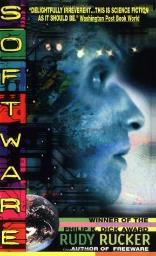 SOFTWARE
"DELIGHTFULLY IRREVERENT...THIS IS SCIENCE FICTION
AS IT SHOULD BE." Washington Post Book World
WINNER OF THE
PHILIP K. DICK AWARD
RUDY RUCKER
AUTHOR OF FREEWARE